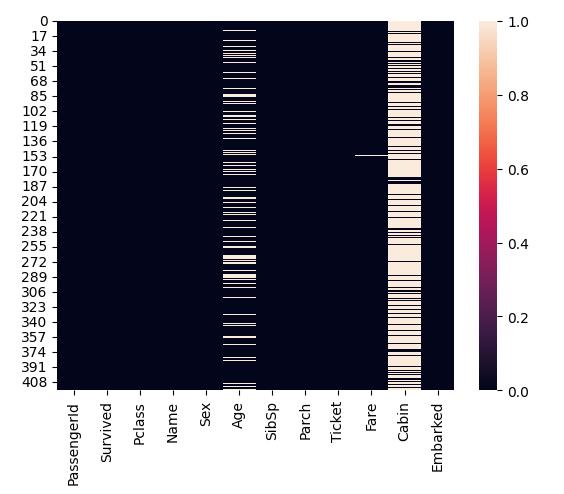 0
17
34
51
68
85
102
119
136
153
170
187
204
221
238
255
272
289
306
323
340
357
374
391
408
PassengerId
Survived
Pclass
Name
Sex
Age
SibSp
Parch
Ticket
Fare
Cabin
Embarked
1.0
0.8
0.6
0.4
0.2
0.0